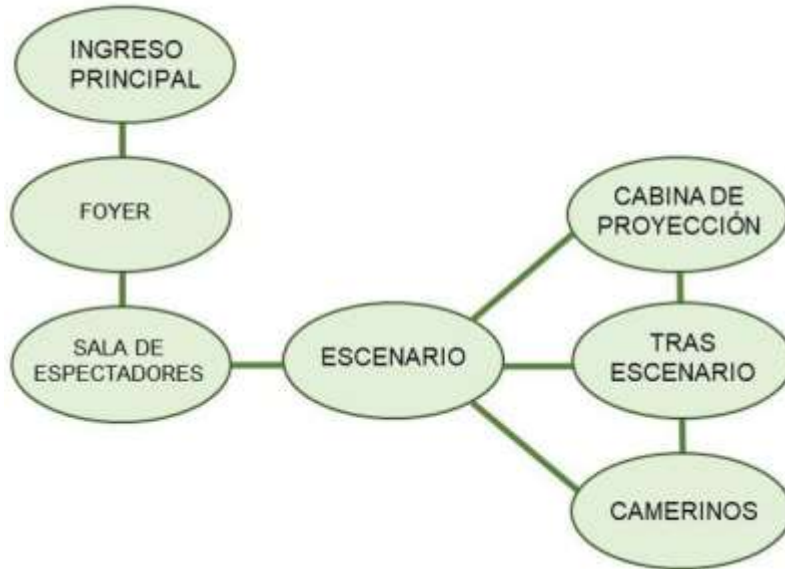 INGRESO
PRINCIPAL
FOYER
SALA DE
ESPECTADORES
ESCENARIO
CABINA DE
PROYECCIÓN
TRAS
ESCENARIO
CAMERINOS